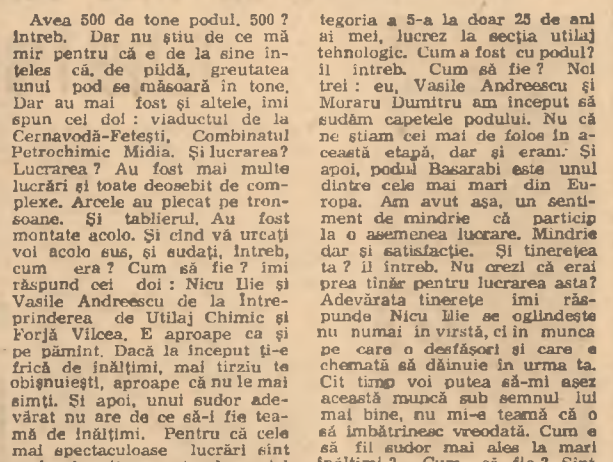 Avea 500 de tone podul. 500 ?
întreb. Dar nu știu de ce mă
mir pentru că e de la sine în-
țeles că, de pildă, greutatea
unui pod se măsoară în tone.
Dar au mai fost și altele, îmi
spun cei doi : viaductul de la
Cernavodă-Fetești, Combinatul
Petrochimic Midia. Și lucrarea?
Lucrarea ? Au fost mai multe
lucrări și toate deosebit de com-
plexe. Arcele au plecat pe tron-
soane. Și tablierul. Au fost
montate acolo. Și cînd vă urcați
voi acolo sus, și sudați, întreb,
cum era ? Cum să fie ? îmi
răspund cei doi : Nicu Ilie și
Vasile Andreescu de la Între-
prinderea de Utilaj Chimic și
Forjă Vîlcea. E aproape ca și
pe pămînt. Dacă la început ți-e
frică de înălțimi, mai tîrziu te
obișnuiești, aproape că nu le mai
simți. Și apoi, unui sudor ade-
vărat nu are de ce să-i fie tea-
mă de înălțimi. Pentru că cele
mai spectaculoase lucrări sînt
tegoria a 5-a la doar 25 de ani
ai mei, lucrez la secția utilaj
tehnologic. Cum a fost cu podul?
îl întreb. Cum să fie ? Noi
trei : eu, Vasile Andreescu și
Moraru Dumitru am început să
sudăm capetele podului. Nu că
ne știam cei mai de folos în a-
ceastă etapă, dar și eram. Și
apoi, podul Basarabi este unul
dintre cele mai mari din Eu-
ropa. Am avut așa, un senti-
ment de mîndrie că particip
la o asemenea lucrare. Mîndrie
dar și satisfacție. Și tinerețea
ta ? îl întreb. Nu crezi că erai
prea tînăr pentru lucrarea asta?
Adevărata tinerețe îmi răs-
punde Nicu Ilie se oglindește
nu numai în vîrstă, ci în munca
pe care o desfășori și care e
chemată să dăinuie în urma ta.
Cît timp voi putea să-mi așez
această muncă sub semnul lui
mai bine, nu mi-e teamă că o
să îmbătrînesc vreodată. Cum e
să fii sudor mai ales la mari
înălțimi ? Cum să fie ? Sînt